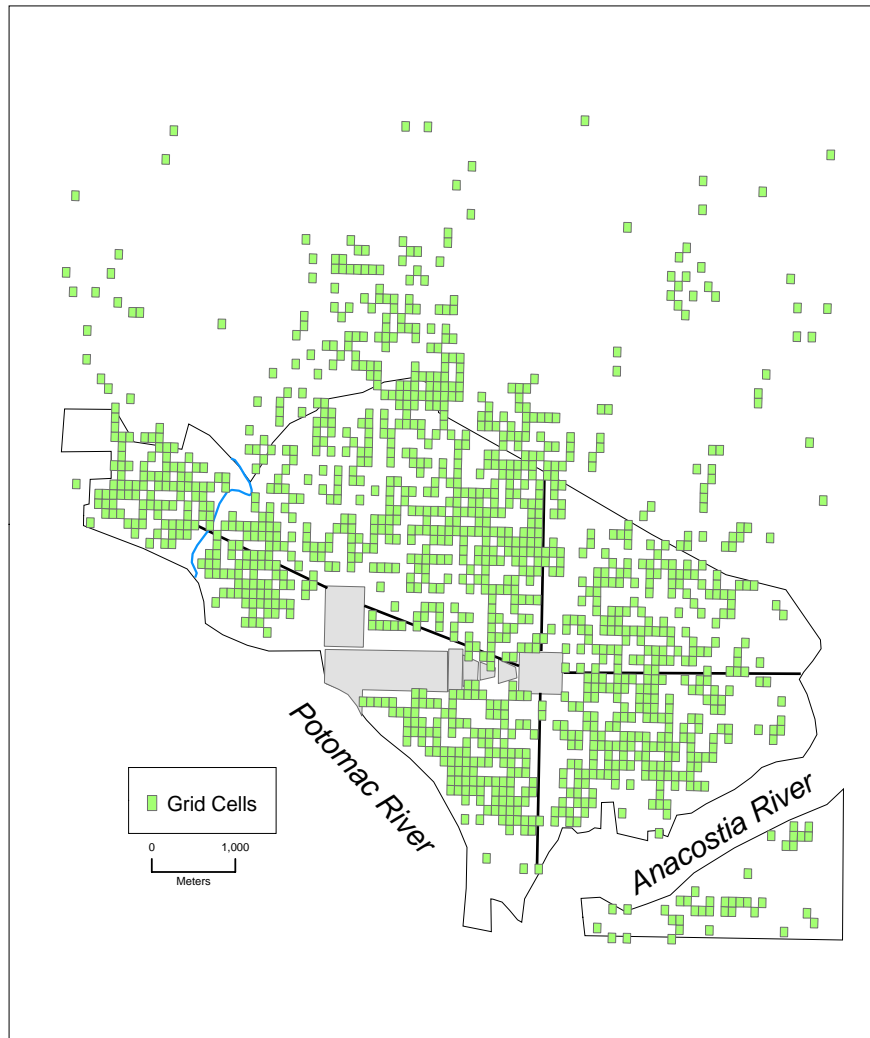 Potomac River
Anacostia River
Grid Cells
0 1,000
Meters